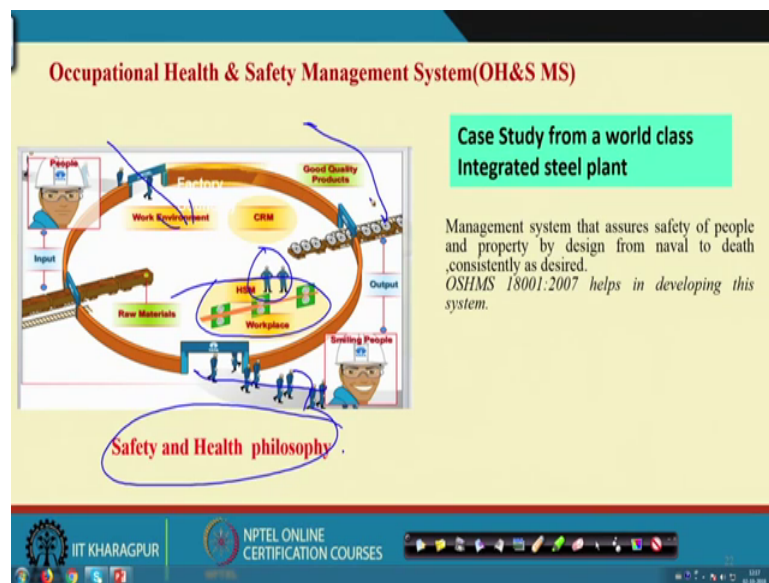 Occupational Health & Safety Management System(OH&S MS)
People
Factory
Good Quality
Products
Work Environment
CRM
Input
HSM
Output
Raw Materials
Workplace
Smiling People
Safety and Health philosophy
Case Study from a world class
Integrated steel plant
Management system that assures safety of people
and property by design from naval to death
,consistently as desired.
OSHMS 18001:2007 helps in developing this
system.
IIT KHARAGPUR
NPTEL ONLINE
CERTIFICATION COURSES